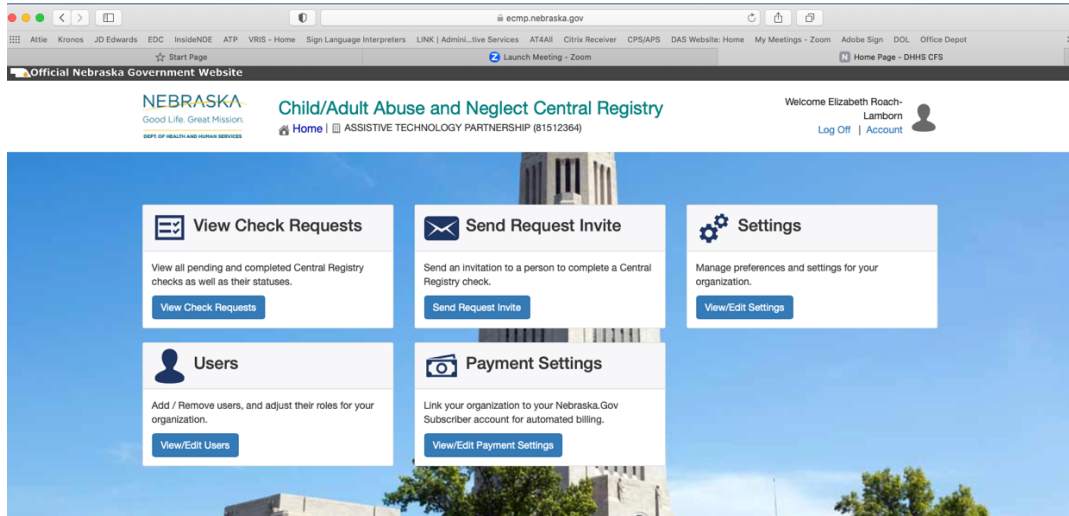 ecmp.nebraska.gov
Attie Kronos JD Edwards EDC InsideNDE ATP VRIS - Home Sign Language Interpreters LINK | Admini...tive Services AT4All Citrix Receiver CPS/APS DAS Website: Home My Meetings - Zoom Adobe Sign DOL Office Depot
Start Page Launch Meeting - Zoom Home Page - DHHS CFS
Official Nebraska Government Website
NEBRASKA
Good Life. Great Mission.
DEPT. OF HEALTH AND HUMAN SERVICES
Child/Adult Abuse and Neglect Central Registry
Home | ASSISTIVE TECHNOLOGY PARTNERSHIP (81512364)
Welcome Elizabeth Roach-
Lamborn
Log Off | Account
View Check Requests
View all pending and completed Central Registry
checks as well as their statuses.
View Check Requests
Send Request Invite
Send an invitation to a person to complete a Central
Registry check.
Send Request Invite
Settings
Manage preferences and settings for your
organization.
View/Edit Settings
Users
Add / Remove users, and adjust their roles for your
organization.
View/Edit Users
Payment Settings
Link your organization to your Nebraska.Gov
Subscriber account for automated billing.
View/Edit Payment Settings